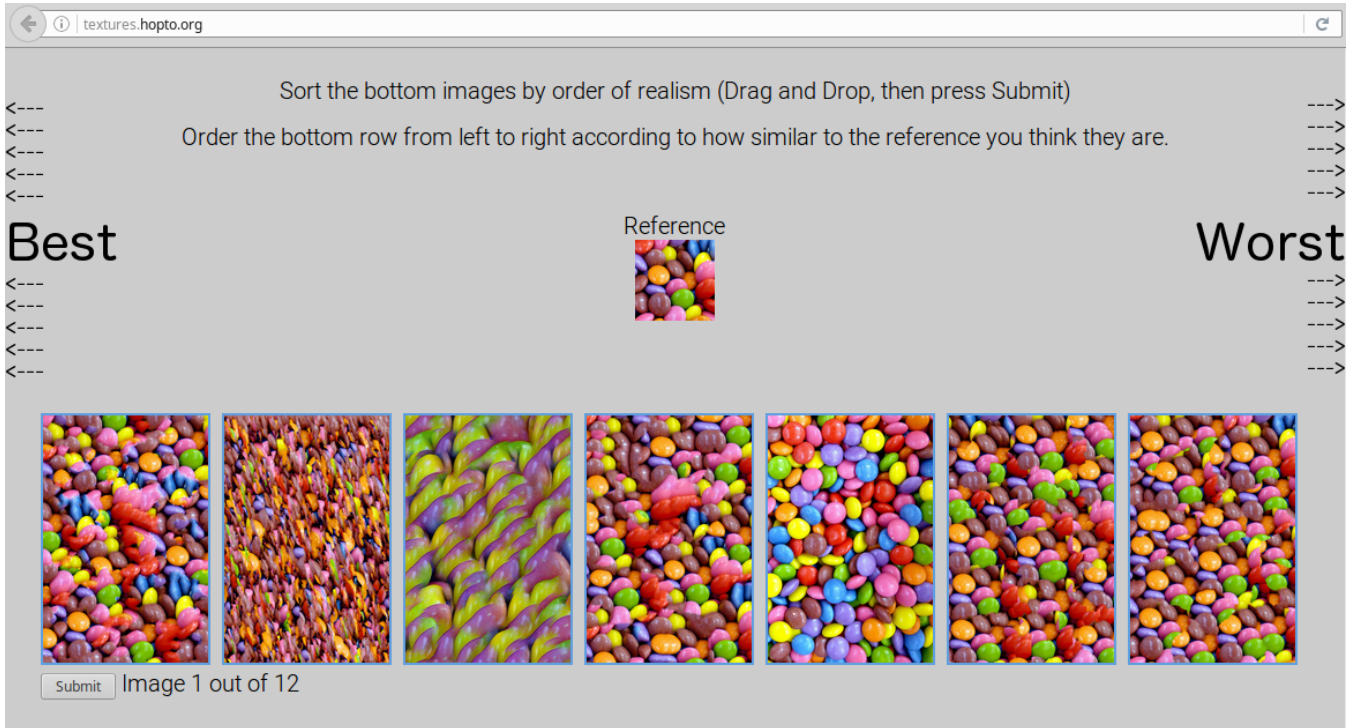 textures.hopto.org
Sort the bottom images by order of realism (Drag and Drop, then press Submit)
Order the bottom row from left to right according to how similar to the reference you think they are.
<---
<---
<---
<---
<---
--->
--->
--->
--->
--->
Best
Reference
Worst
<---
<---
<---
<---
<---
--->
--->
--->
--->
--->
Submit Image 1 out of 12